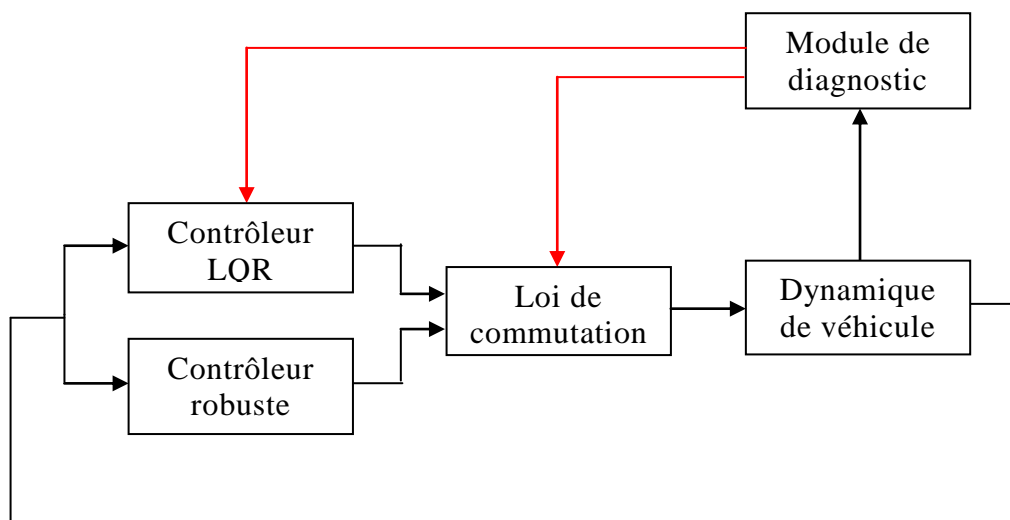 Module de
diagnostic
Contrôleur
LQR
Loi de
commutation
Dynamique
de véhicule
Contrôleur
robuste